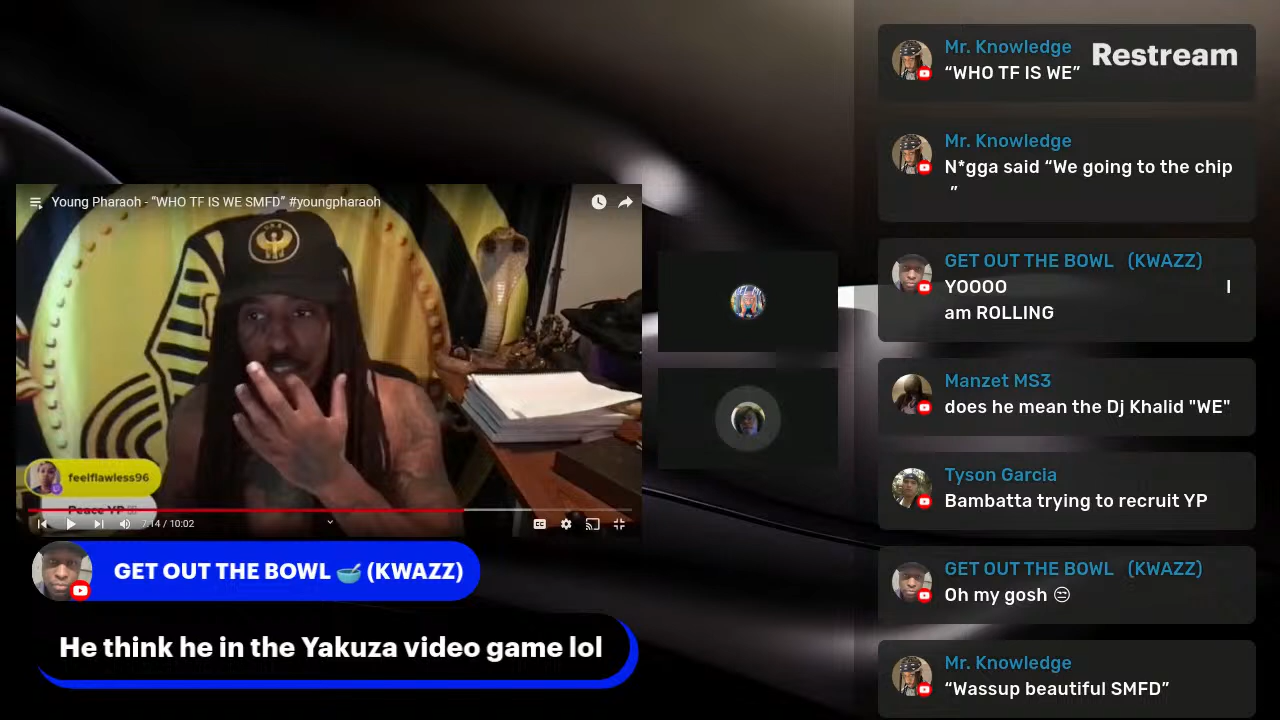 Young Pharaoh - “WHO TF IS WE SMFD” #youngpharaoh
feelflawless96
Peace YP
7:14 / 10:02
CC
GET OUT THE BOWL 🥣 (KWAZZ)
He think he in the Yakuza video game lol
Restream
Mr. Knowledge
“WHO TF IS WE”
Mr. Knowledge
N*gga said “We going to the chip
”
GET OUT THE BOWL (KWAZZ)
YOOOO I
am ROLLING
Manzet MS3
does he mean the Dj Khalid "WE"
Tyson Garcia
Bambatta trying to recruit YP
GET OUT THE BOWL (KWAZZ)
Oh my gosh 😒
Mr. Knowledge
“Wassup beautiful SMFD”